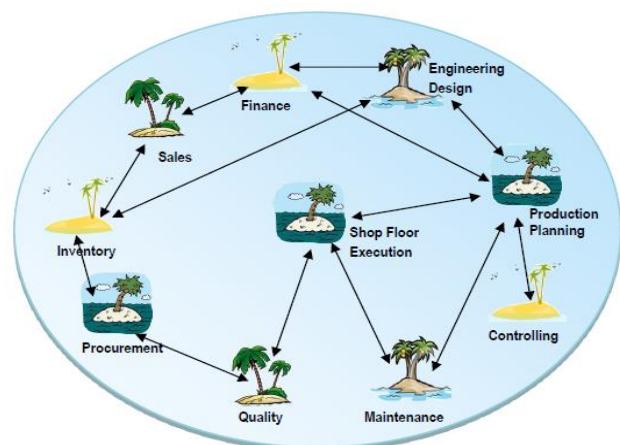 Engineering
Design
Finance
Sales
Production
Planning
Shop Floor
Execution
Inventory
Controlling
Procurement
Quality
Maintenance